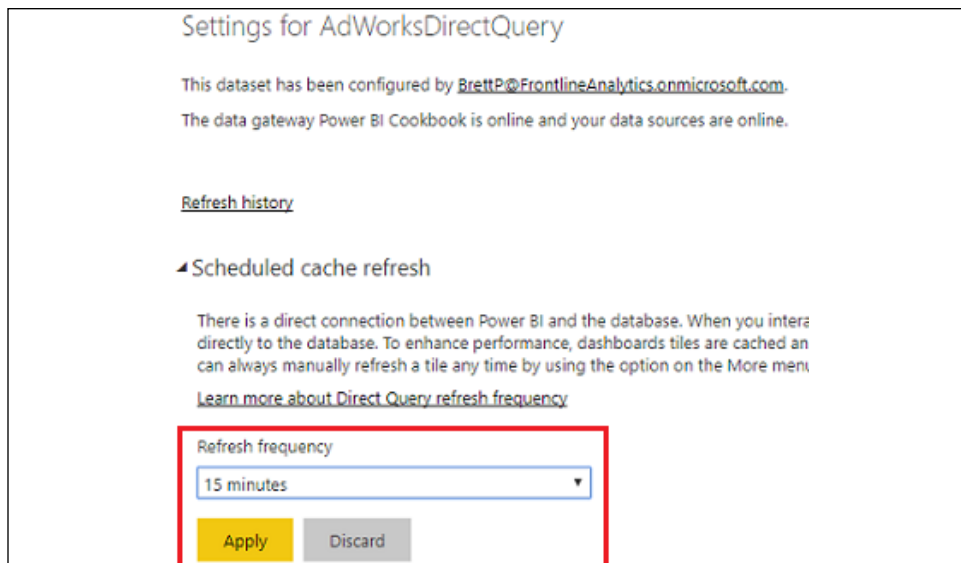 Settings for AdWorksDirectQuery
This dataset has been configured by BrettP@FrontlineAnalytics.onmicrosoft.com.
The data gateway Power BI Cookbook is online and your data sources are online.
Refresh history
Scheduled cache refresh
There is a direct connection between Power BI and the database. When you intera
directly to the database. To enhance performance, dashboards tiles are cached an
can always manually refresh a tile any time by using the option on the More menu
Learn more about Direct Query refresh frequency
Refresh frequency
15 minutes
Apply Discard